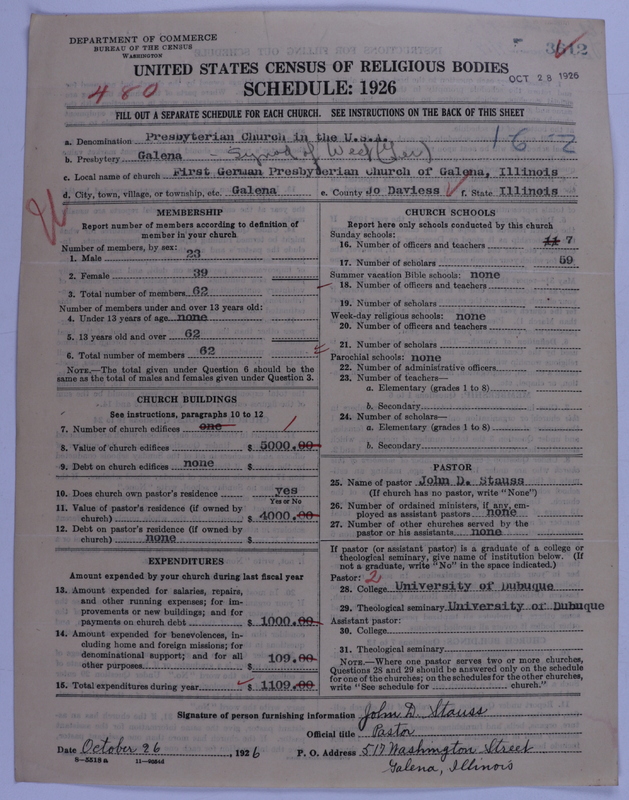 DEPARTMENT OF COMMERCE
BUREAU OF THE CENSUS
WASHINGTON
UNITED STATES CENSUS OF RELIGIOUS BODIES
OCT 28 1926
480
SCHEDULE: 1926
FILL OUT A SEPARATE SCHEDULE FOR EACH CHURCH. SEE INSTRUCTIONS ON THE BACK OF THIS SHEET
a. Denomination Presbyterian Church in the U.S.A. 16-2
b. Presbytery Galena - Synod of West (Ger)
c. Local name of church First German Presbyterian Church of Galena, Illinois
d. City, town, village, or township, etc. Galena e. County Jo Daviess f. State Illinois
MEMBERSHIP
Report number of members according to definition of
member in your church
Number of members, by sex:
1. Male 23
2. Female 39
3. Total number of members 62
Number of members under and over 13 years old:
4. Under 13 years of age none
5. 13 years old and over 62
6. Total number of members 62
NOTE.—The total given under Question 6 should be the
same as the total of males and females given under Question 3.
CHURCH BUILDINGS
See instructions, paragraphs 10 to 12
7. Number of church edifices one 1
8. Value of church edifices $ 5000.00
9. Debt on church edifices none $
10. Does church own pastor's residence yes
Yes or No
11. Value of pastor's residence (if owned by
church) $ 4000.00
12. Debt on pastor's residence (if owned by
church) none $
EXPENDITURES
Amount expended by your church during last fiscal year
13. Amount expended for salaries, repairs,
and other running expenses; for im-
provements or new buildings; and for
payments on church debt $ 1000.00
14. Amount expended for benevolences, in-
cluding home and foreign missions; for
denominational support; and for all
other purposes $ 109.00
15. Total expenditures during year $ 1109.00
CHURCH SCHOOLS
Report here only schools conducted by this church
Sunday schools:
16. Number of officers and teachers 11 7
17. Number of scholars 59
Summer vacation Bible schools: none
18. Number of officers and teachers
19. Number of scholars
Week-day religious schools: none
20. Number of officers and teachers
21. Number of scholars
Parochial schools: none
22. Number of administrative officers
23. Number of teachers—
a. Elementary (grades 1 to 8)
b. Secondary
24. Number of scholars—
a. Elementary (grades 1 to 8)
b. Secondary
PASTOR
25. Name of pastor John D. Stauss
(If church has no pastor, write "None")
26. Number of ordained ministers, if any, em-
ployed as assistant pastors none
27. Number of other churches served by the
pastor or his assistants none
If pastor (or assistant pastor) is a graduate of a college or
theological seminary, give name of institution below. (If
not a graduate, write "No" in the space indicated.)
Pastor: 2
28. College University of Dubuque
29. Theological seminary University of Dubuque
Assistant pastor:
30. College
31. Theological seminary
NOTE.—Where one pastor serves two or more churches,
Questions 28 and 29 should be answered only on the schedule
for one of the churches; on the schedules for the other churches,
write "See schedule for church."
Signature of person furnishing information John D. Stauss
Official title Pastor
Date October 26, 1926 P. O. Address 517 Washington Street
8—5518a 11—9064d Galena, Illinois